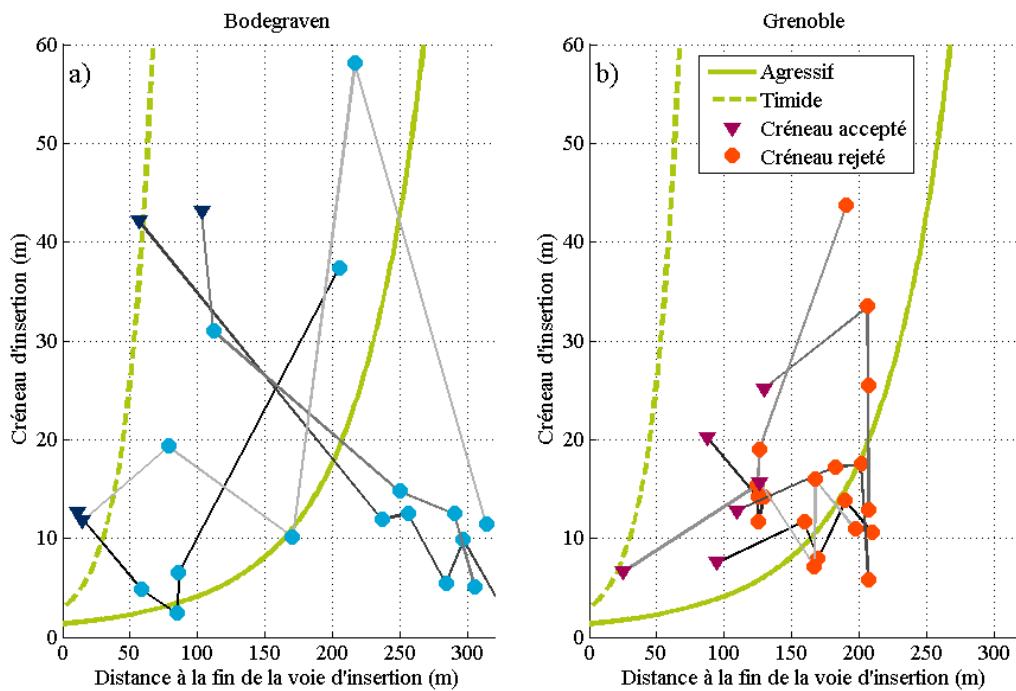 Bodegraven
a)
60
50
40
30
20
10
0
Créneau d'insertion (m)
0 50 100 150 200 250 300
Distance à la fin de la voie d'insertion (m)
Grenoble
b)
Agressif
Timide
Créneau accepté
Créneau rejeté
60
50
40
30
20
10
0
Créneau d'insertion (m)
0 50 100 150 200 250 300
Distance à la fin de la voie d'insertion (m)